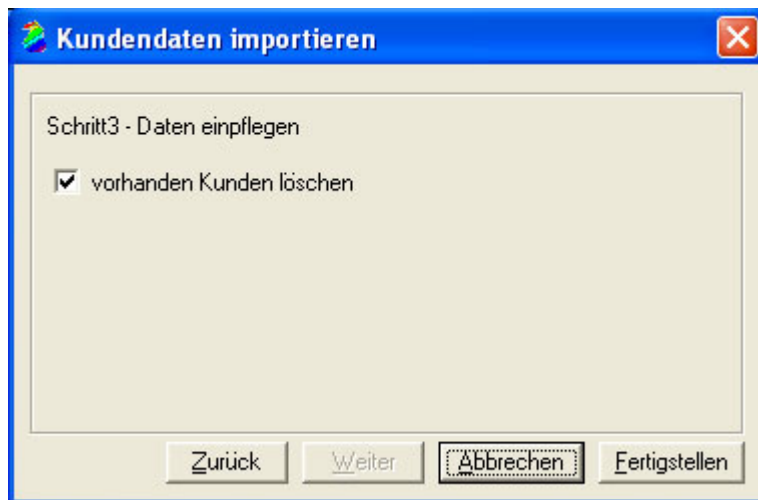 Kundendaten importieren
Schritt3 - Daten einpflegen
vorhanden Kunden löschen
Zurück Weiter Abbrechen Fertigstellen